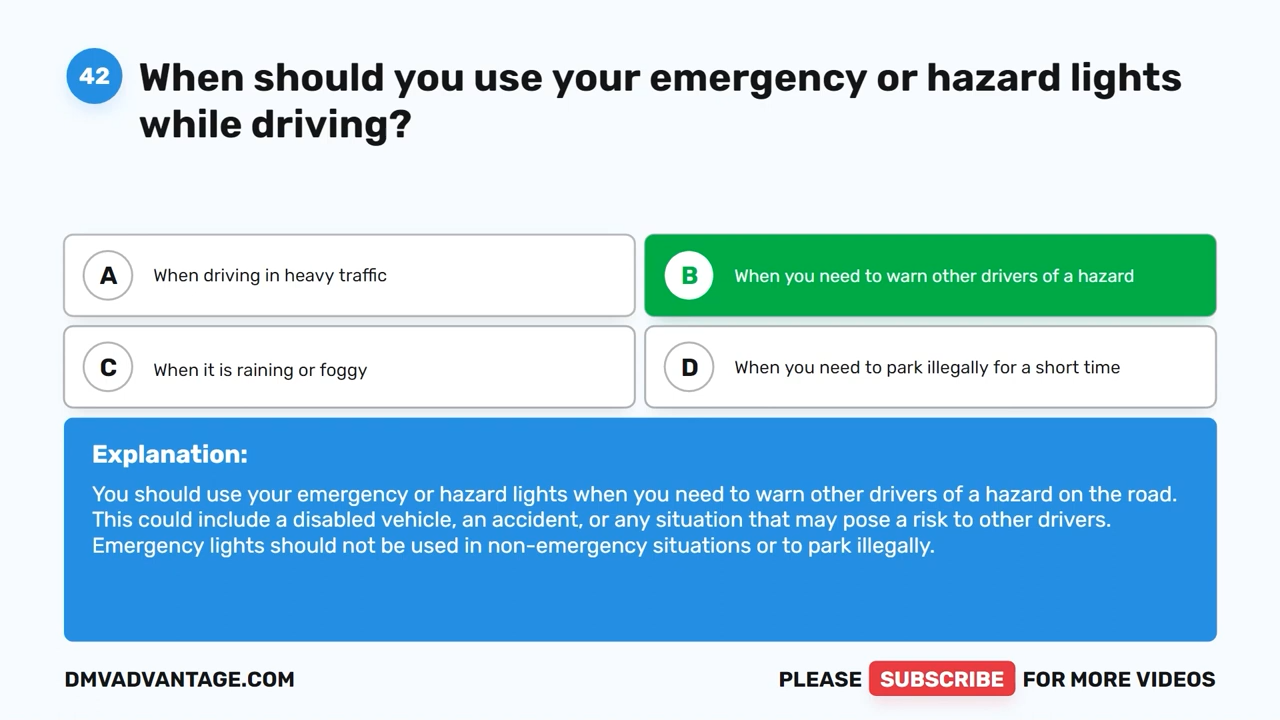 42
When should you use your emergency or hazard lights
while driving?
A When driving in heavy traffic
B When you need to warn other drivers of a hazard
C When it is raining or foggy
D When you need to park illegally for a short time
Explanation:
You should use your emergency or hazard lights when you need to warn other drivers of a hazard on the road.
This could include a disabled vehicle, an accident, or any situation that may pose a risk to other drivers.
Emergency lights should not be used in non-emergency situations or to park illegally.
DMVADVANTAGE.COM
PLEASE SUBSCRIBE FOR MORE VIDEOS